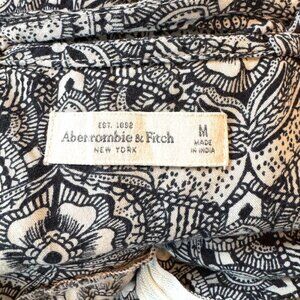 EST. 1892
Abercrombie & Fitch
NEW YORK
M
MADE
IN INDIA